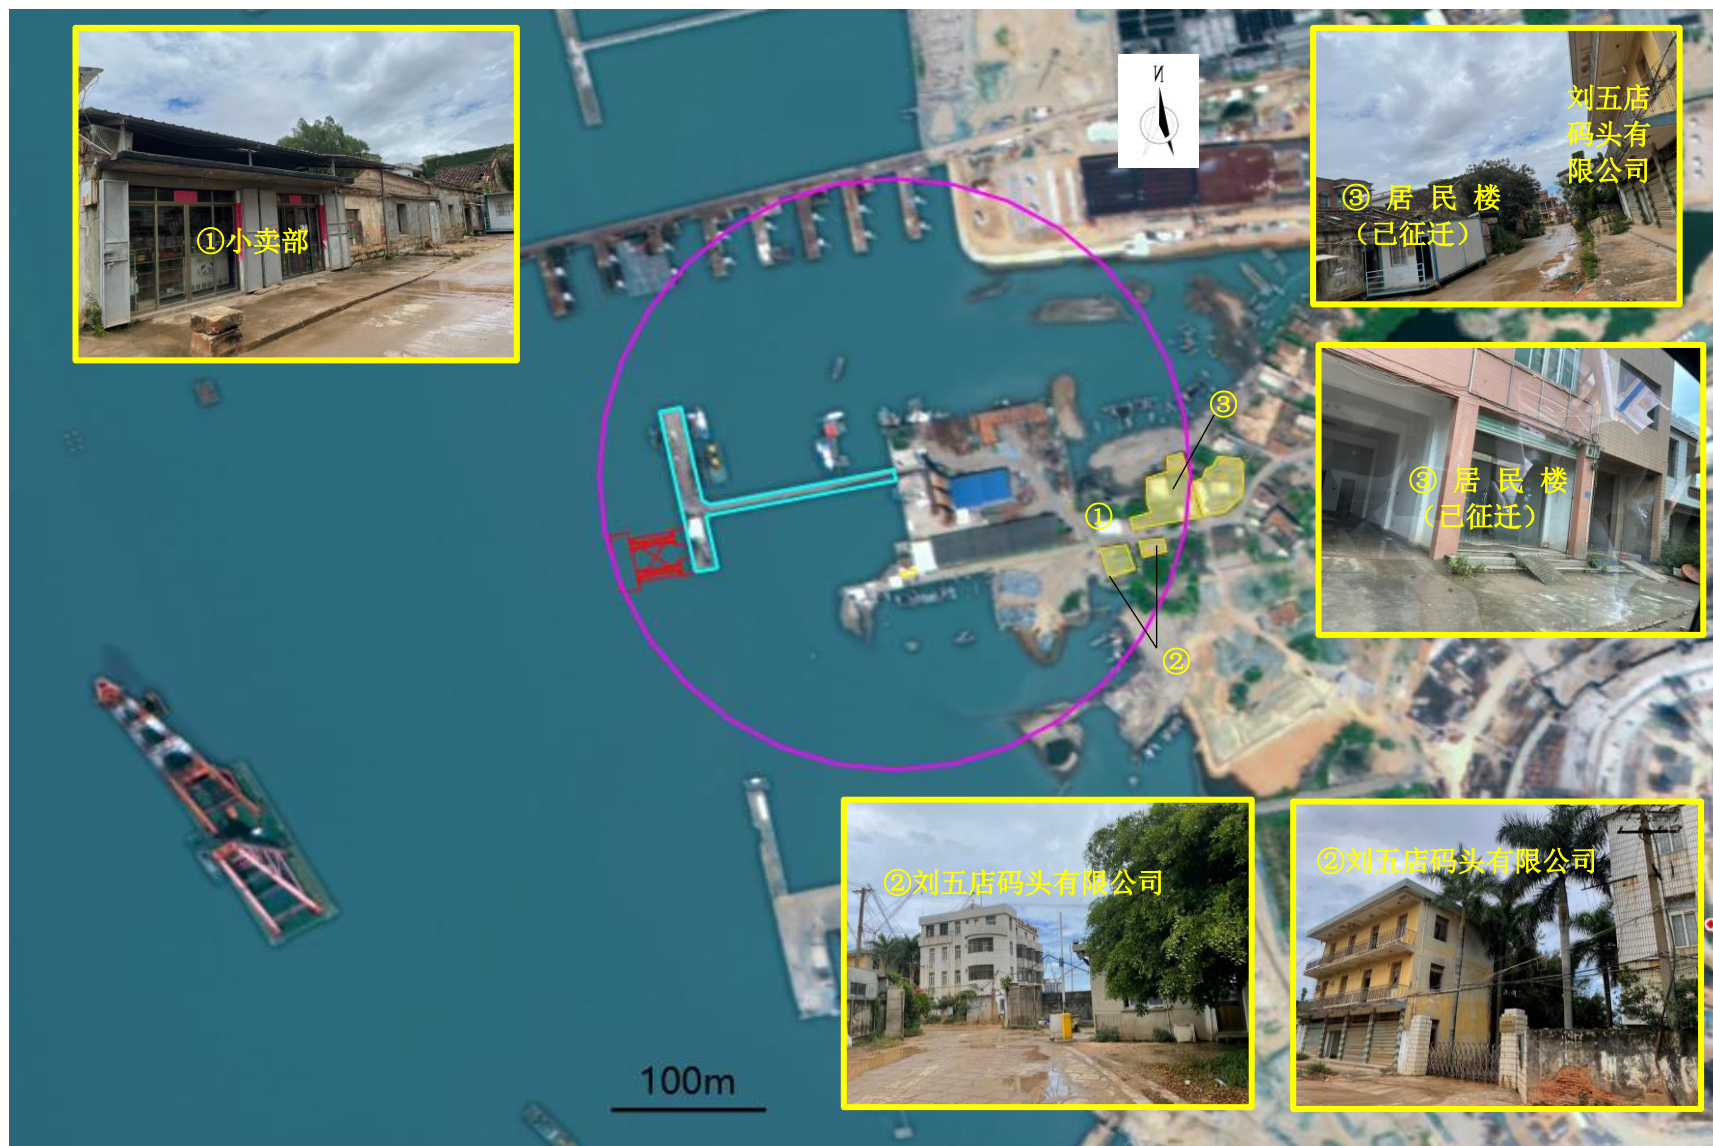 ①小卖部
N
刘五店
码头有
限公司
③ 居 民 楼
（已征迁）
③ 居 民 楼
（已征迁）
③
①
②
②刘五店码头有限公司
②刘五店码头有限公司
100m